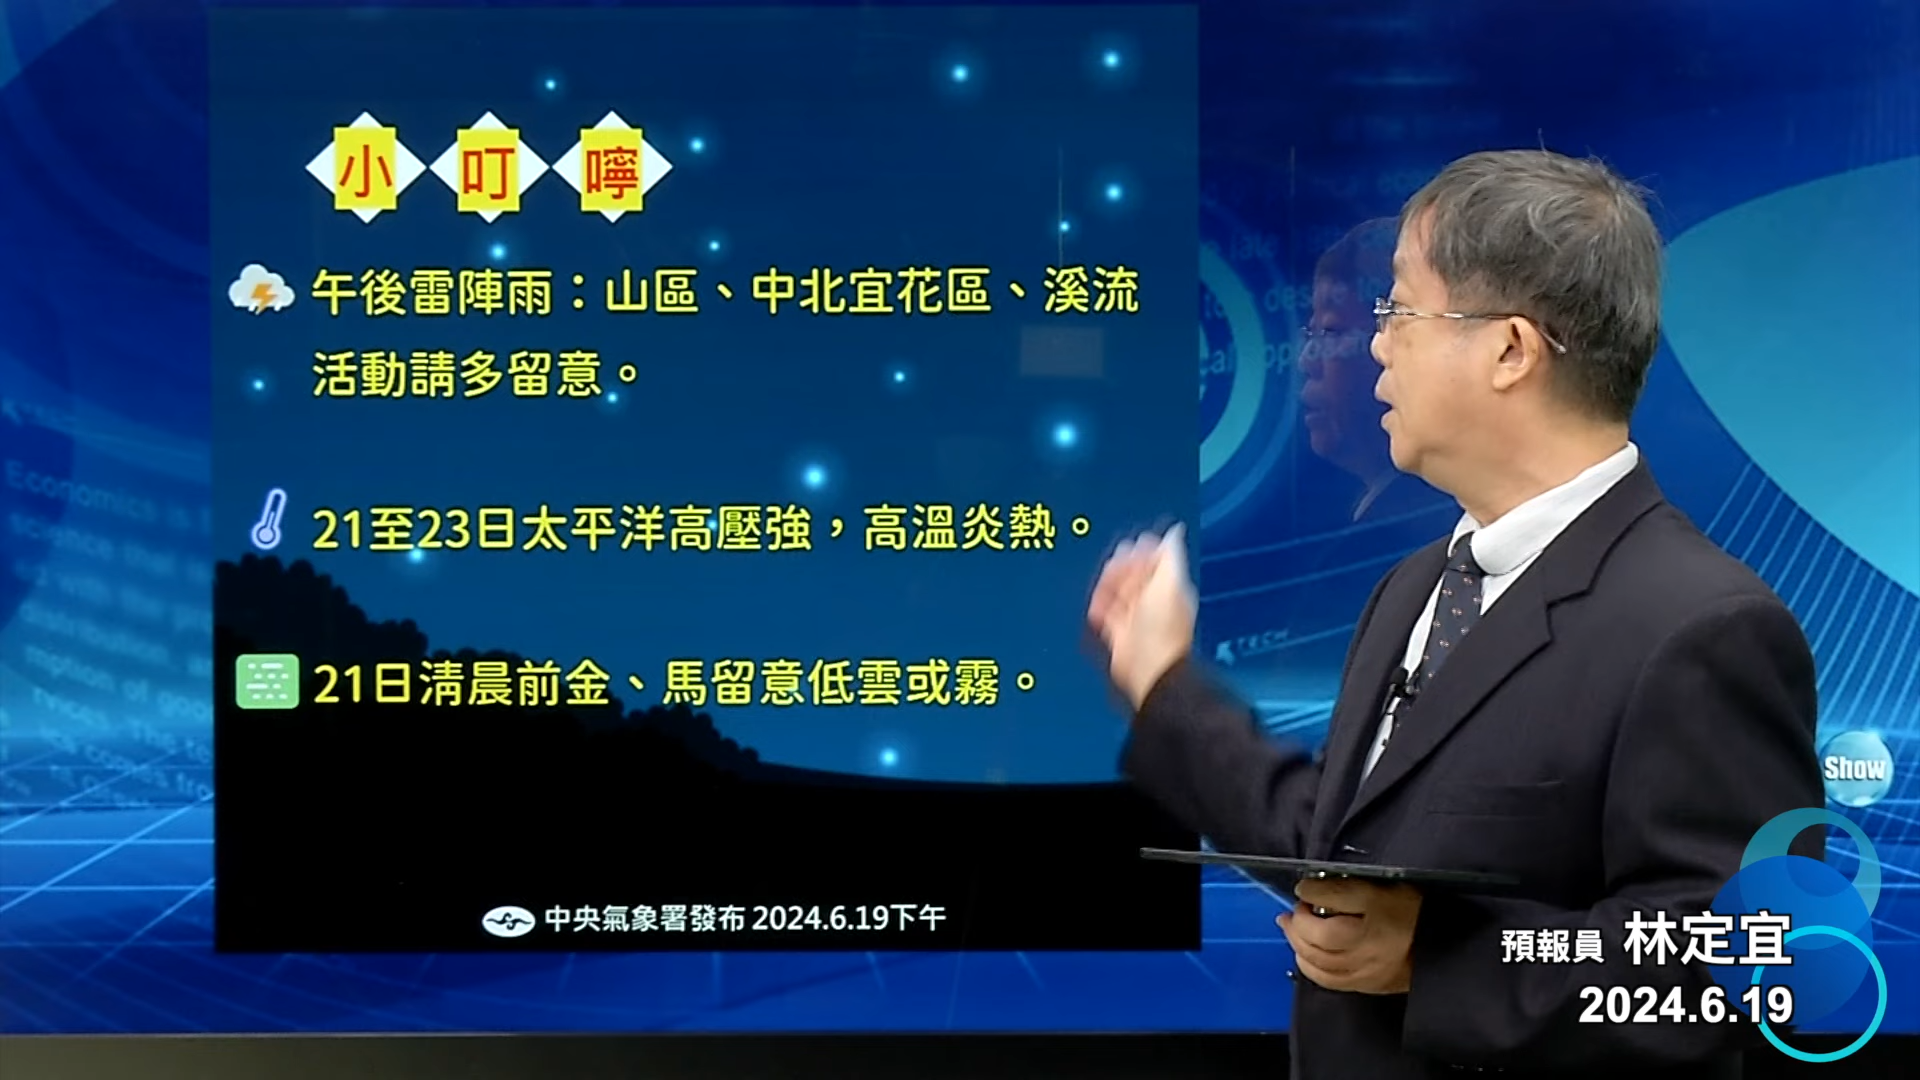 小叮嚀
午後雷陣雨：山區、中北宜花區、溪流
活動請多留意。
21至23日太平洋高壓強，高溫炎熱。
21日清晨前金、馬留意低雲或霧。
中央氣象署發布 2024.6.19下午
TECH
Show
預報員 林定宜
2024.6.19